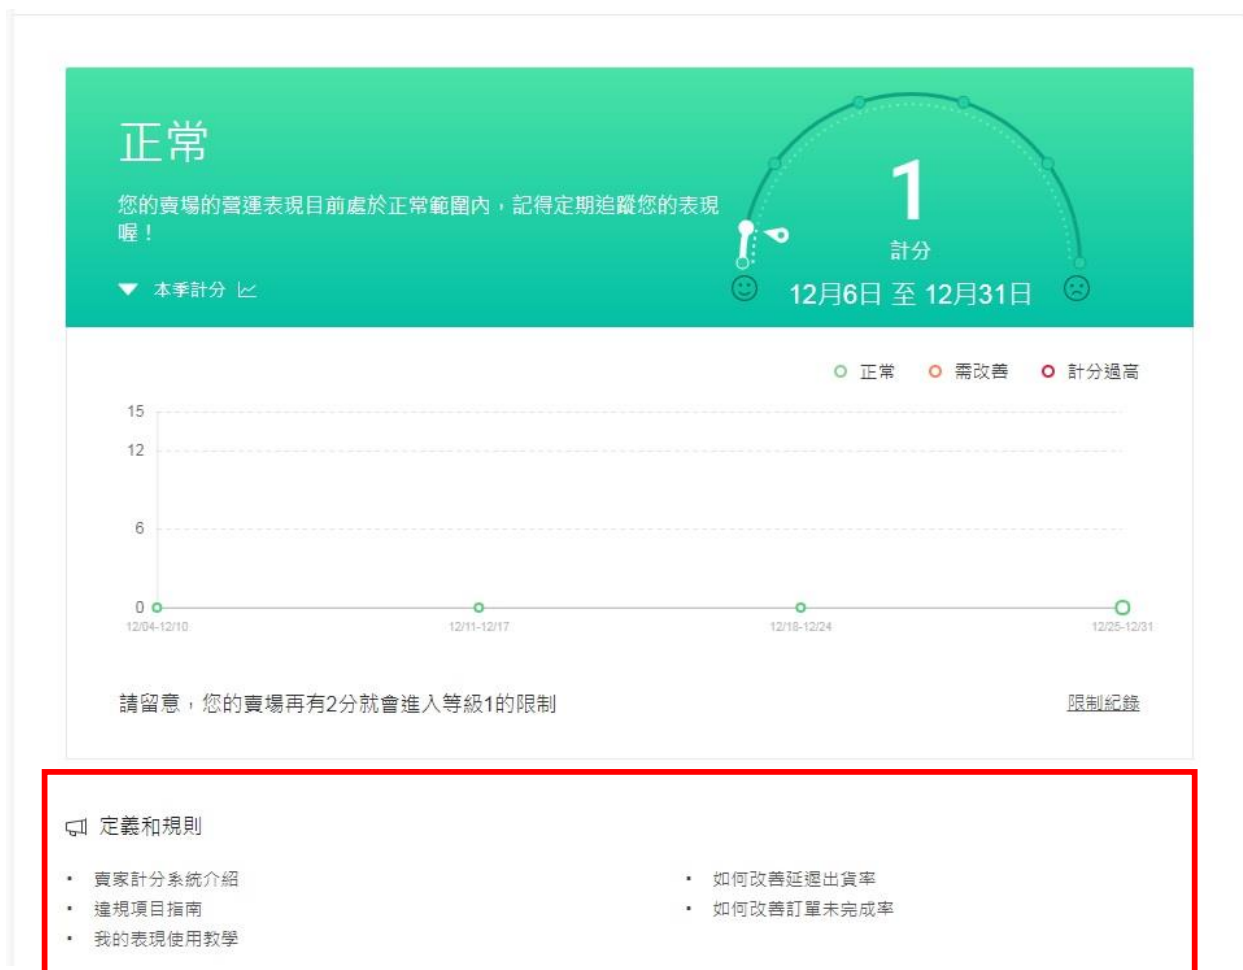 正常
您的賣場的營運表現目前處於正常範圍內，記得定期追蹤您的表現
喔！
本季計分
1
計分
12月6日 至 12月31日
正常 需改善 計分過高
15
12
6
0
12/04-12/10 12/11-12/17 12/18-12/24 12/25-12/31
請留意，您的賣場再有2分就會進入等級1的限制 限制紀錄
定義和規則
• 賣家計分系統介紹
• 違規項目指南
• 我的表現使用教學
• 如何改善延遲出貨率
• 如何改善訂單未完成率